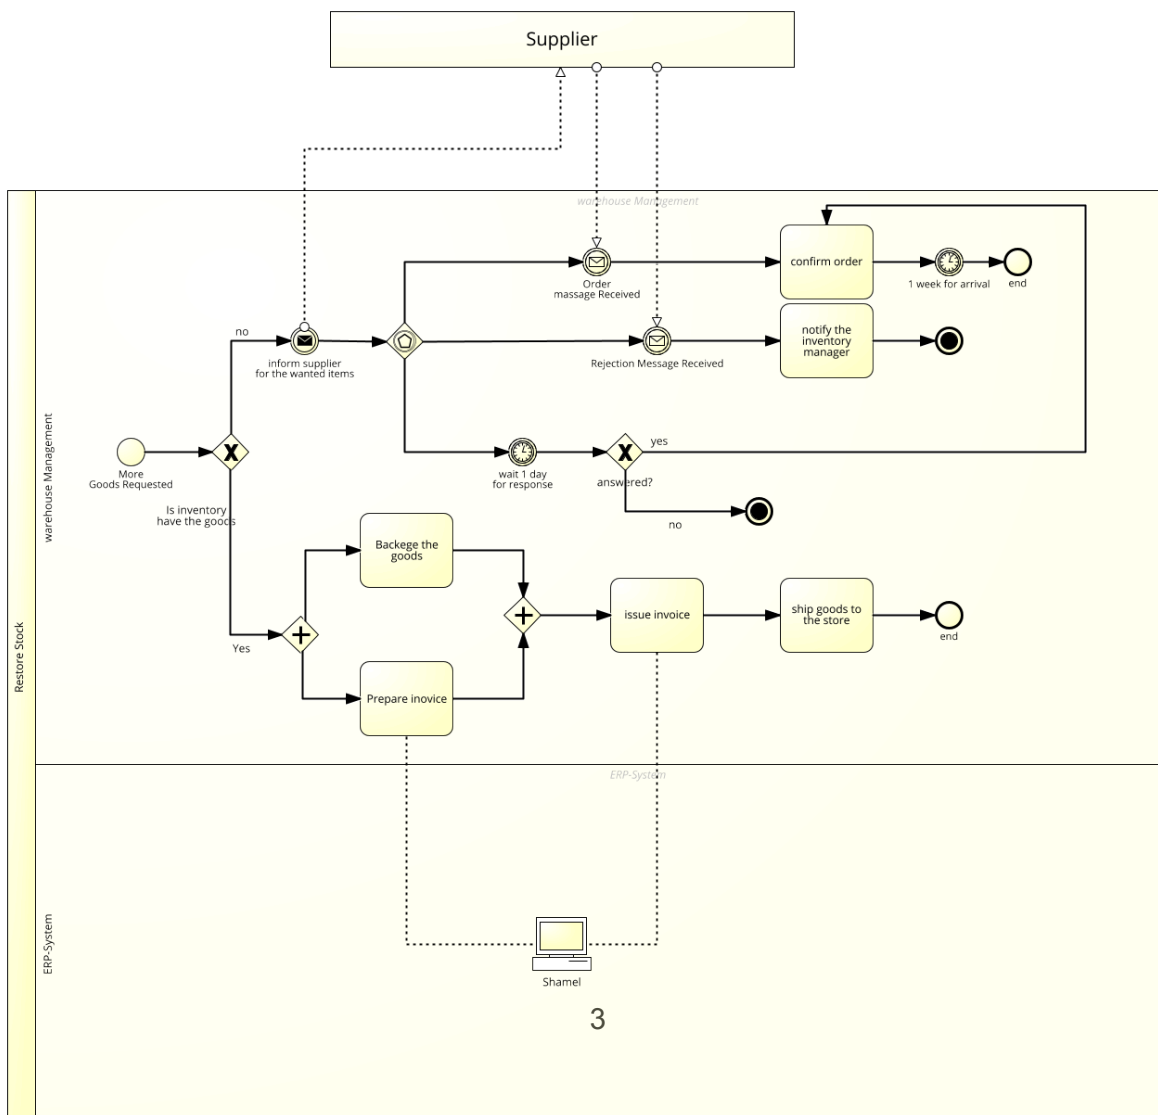 Supplier
warehouse Management
Restore Stock
warehouse Management
no
inform supplier
for the wanted items
Order
massage Received
confirm order
1 week for arrival
end
Rejection Message Received
notify the
inventory
manager
More
Goods Requested
Is inventory
have the goods
wait 1 day
for response
yes
answered?
no
Yes
Backege the
goods
Prepare inovice
issue invoice
ship goods to
the store
end
ERP-System
ERP-System
Shamel
3